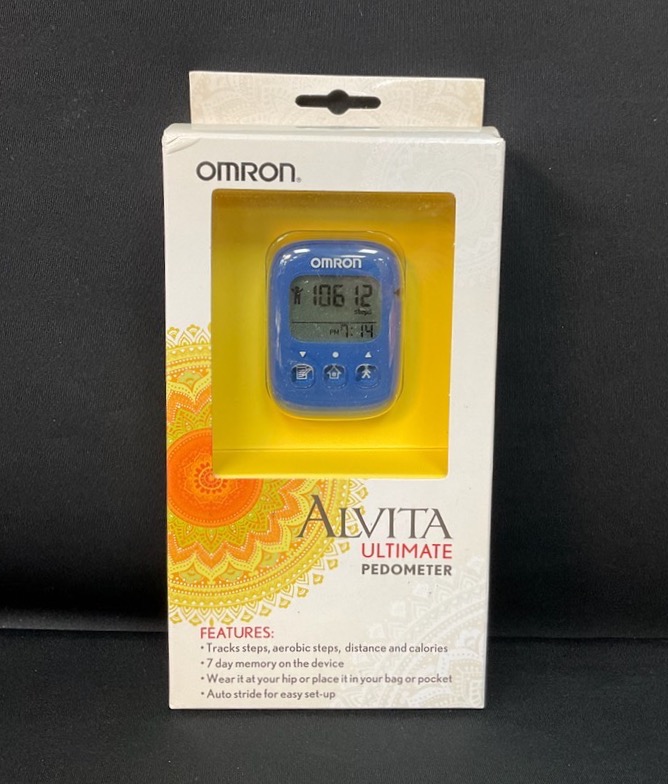 OMRON®
OMRON
10612
steps
PM 7:14
ALVITA
ULTIMATE
PEDOMETER
FEATURES:
• Tracks steps, aerobic steps, distance and calories
• 7 day memory on the device
• Wear it at your hip or place it in your bag or pocket
• Auto stride for easy set-up